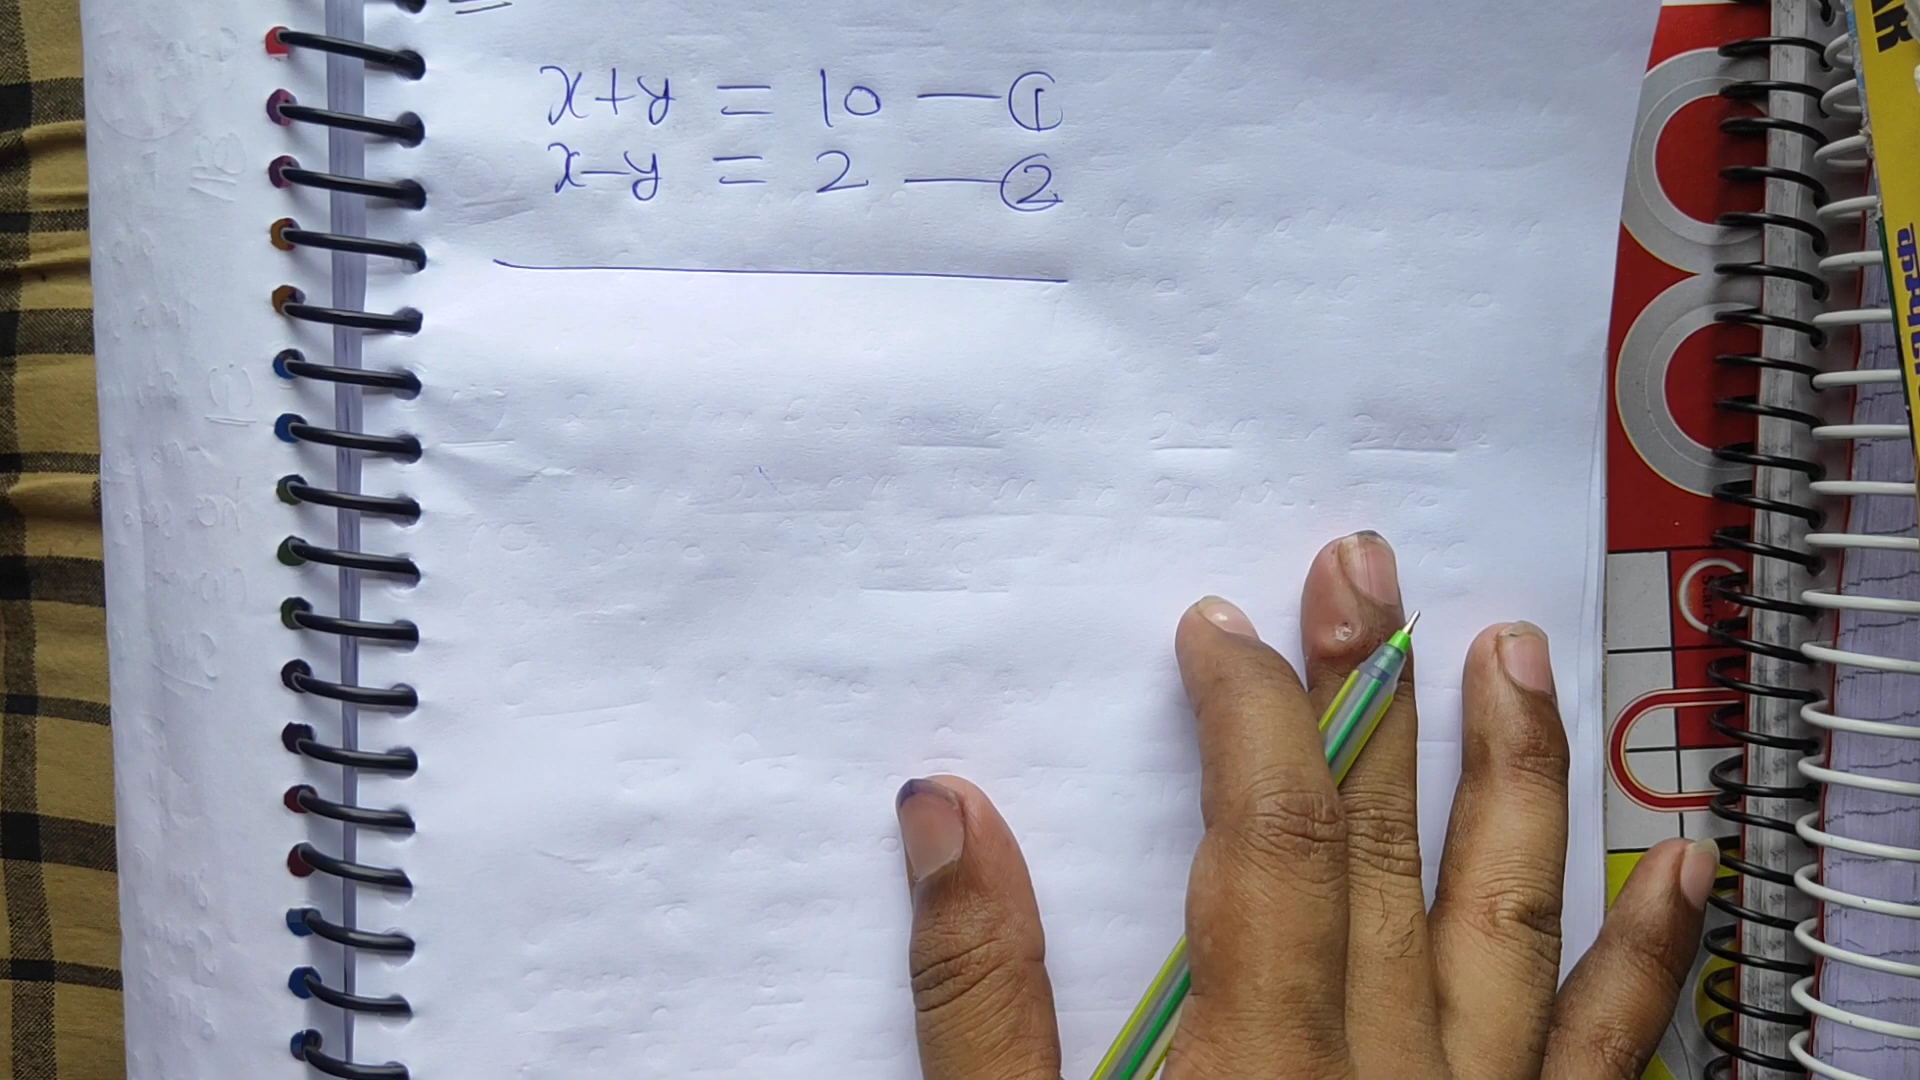 x+y = 10 — ①
x-y = 2 — ②